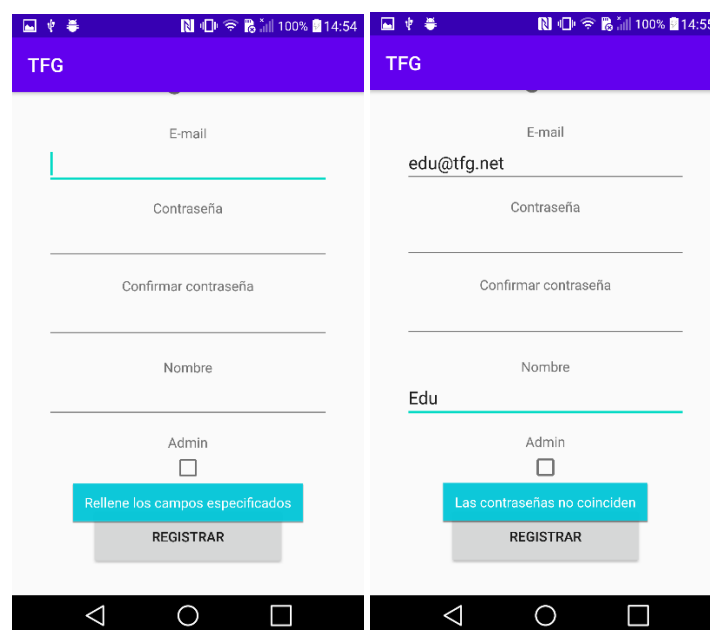 100% 14:54
TFG
E-mail
Contraseña
Confirmar contraseña
Nombre
Admin
Rellene los campos especificados
REGISTRAR
100% 14:55
TFG
E-mail
edu@tfg.net
Contraseña
Confirmar contraseña
Nombre
Edu
Admin
Las contraseñas no coinciden
REGISTRAR